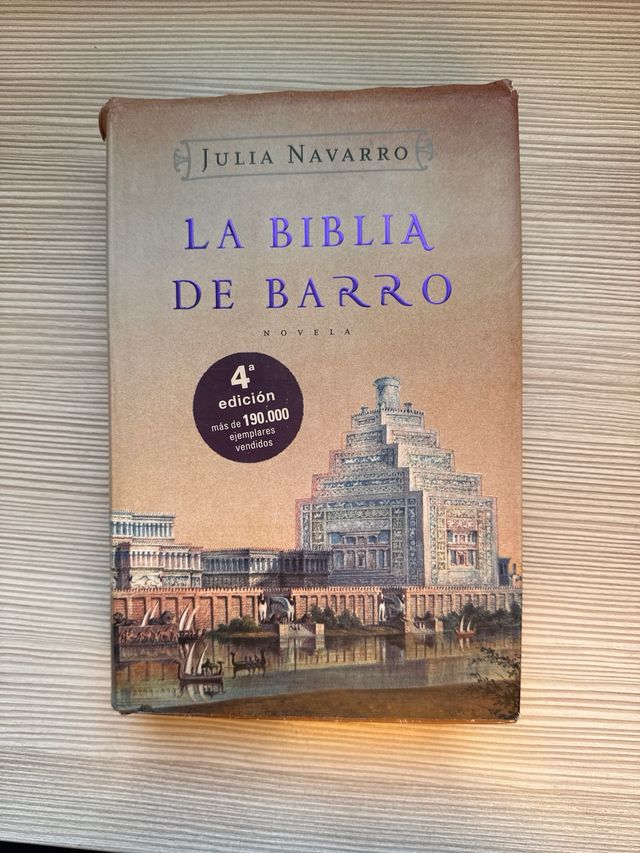 JULIA NAVARRO
LA BIBLIA
DE BARRO
NOVELA
4ª
edición
más de 190.000
ejemplares
vendidos